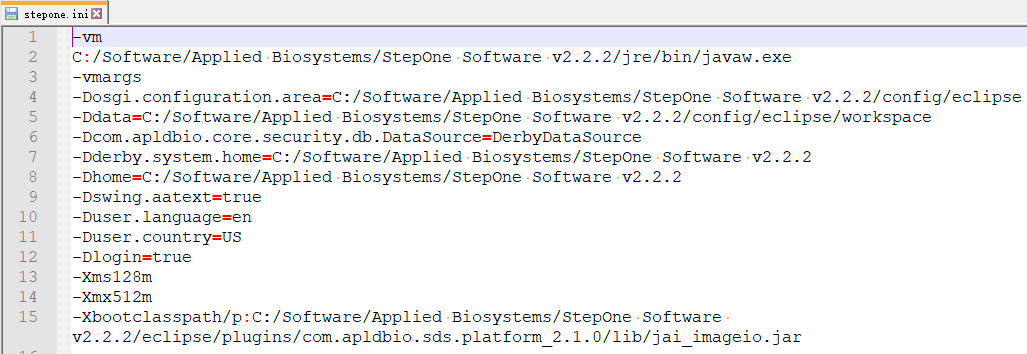 stepone.ini
1 -vm
2 C:/Software/Applied Biosystems/StepOne Software v2.2.2/jre/bin/javaw.exe
3 -vmargs
4 -Dosgi.configuration.area=C:/Software/Applied Biosystems/StepOne Software v2.2.2/config/eclipse
5 -Ddata=C:/Software/Applied Biosystems/StepOne Software v2.2.2/config/eclipse/workspace
6 -Dcom.apldbio.core.security.db.DataSource=DerbyDataSource
7 -Dderby.system.home=C:/Software/Applied Biosystems/StepOne Software v2.2.2
8 -Dhome=C:/Software/Applied Biosystems/StepOne Software v2.2.2
9 -Dswing.aatext=true
10 -Duser.language=en
11 -Duser.country=US
12 -Dlogin=true
13 -Xms128m
14 -Xmx512m
15 -Xbootclasspath/p:C:/Software/Applied Biosystems/StepOne Software
v2.2.2/eclipse/plugins/com.apldbio.sds.platform_2.1.0/lib/jai_imageio.jar